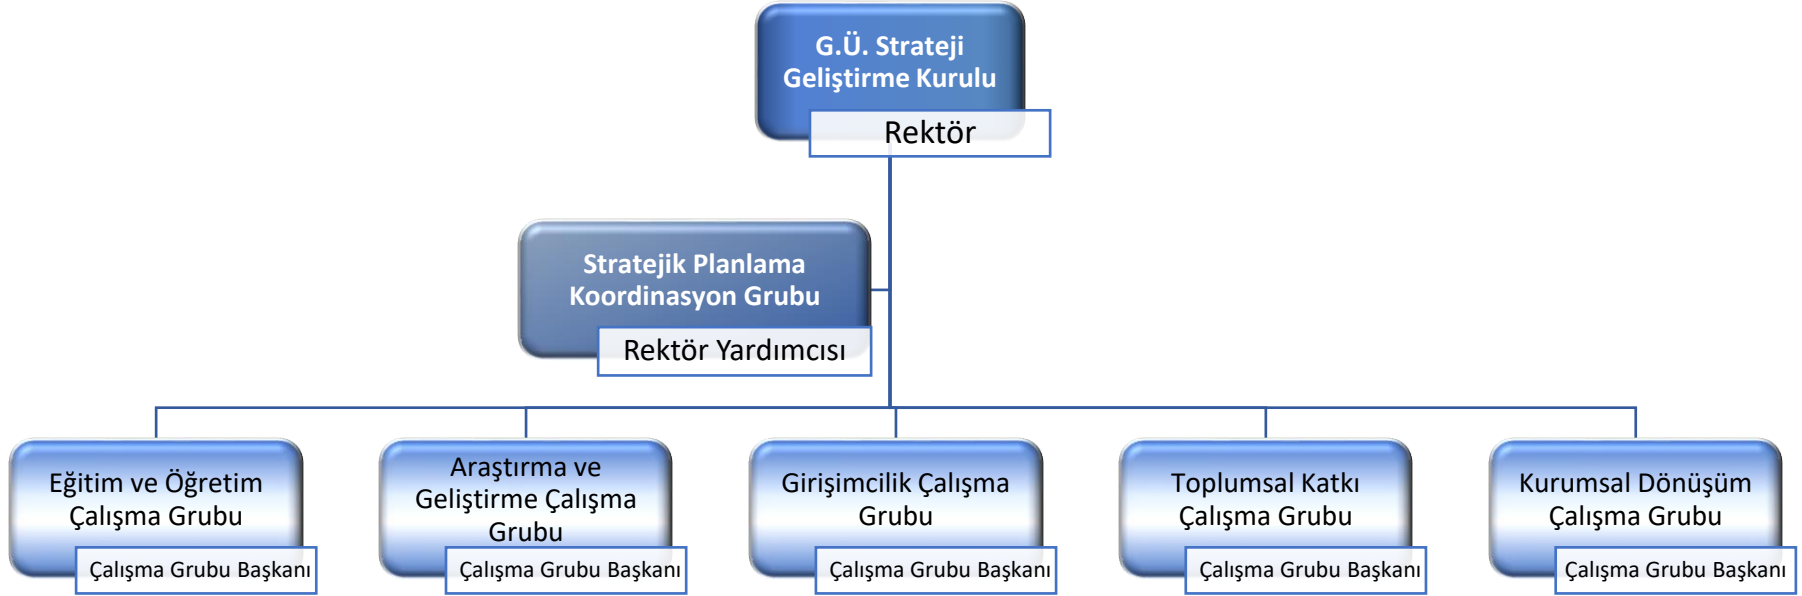 G.Ü. Strateji
Geliştirme Kurulu
Rektör
Stratejik Planlama
Koordinasyon Grubu
Rektör Yardımcısı
Eğitim ve Öğretim
Çalışma Grubu
Çalışma Grubu Başkanı
Araştırma ve
Geliştirme Çalışma
Grubu
Çalışma Grubu Başkanı
Girişimcilik Çalışma
Grubu
Çalışma Grubu Başkanı
Toplumsal Katkı
Çalışma Grubu
Çalışma Grubu Başkanı
Kurumsal Dönüşüm
Çalışma Grubu
Çalışma Grubu Başkanı